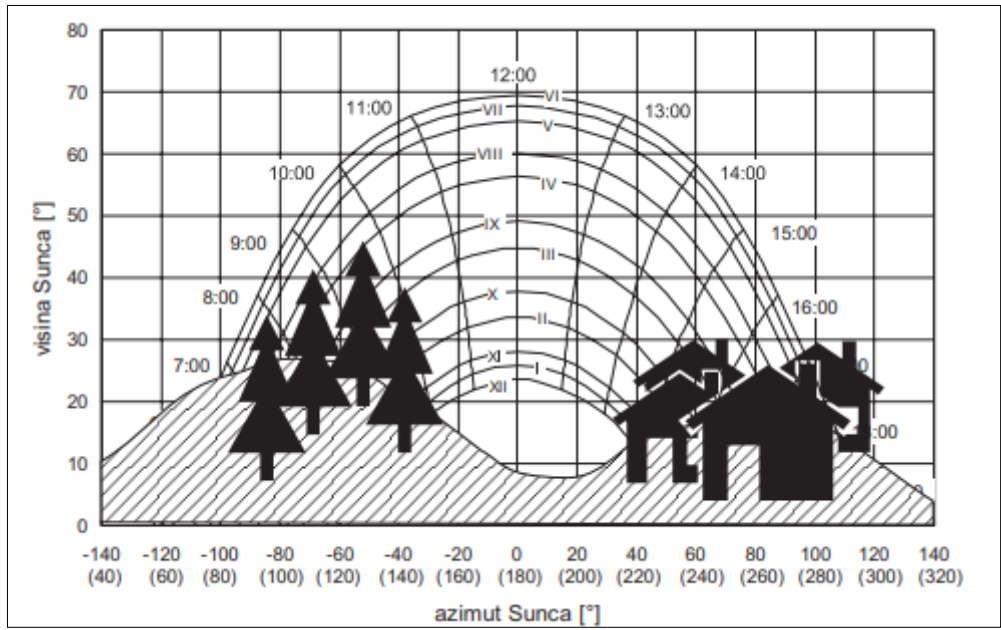 80
12:00
70
VI
11:00
VII
13:00
V
60
VIII
10:00
14:00
IV
50
IX
15:00
9:00
III
40
X
8:00
16:00
II
30
XI
7:00
I
XII
20
10
0
visina Sunca [°]
-140 -120 -100 -80 -60 -40 -20 0 20 40 60 80 100 120 140
(40) (60) (80) (100) (120) (140) (160) (180) (200) (220) (240) (260) (280) (300) (320)
azimut Sunca [°]